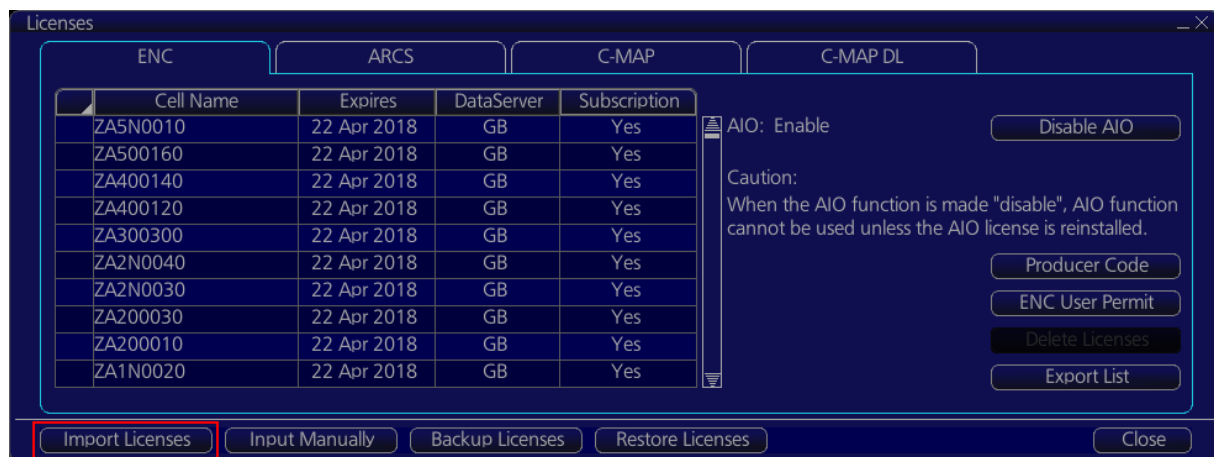 Licenses
ENC ARCS C-MAP C-MAP DL
Cell Name Expires DataServer Subscription
ZA5N0010 22 Apr 2018 GB Yes
ZA500160 22 Apr 2018 GB Yes
ZA400140 22 Apr 2018 GB Yes
ZA400120 22 Apr 2018 GB Yes
ZA300300 22 Apr 2018 GB Yes
ZA2N0040 22 Apr 2018 GB Yes
ZA2N0030 22 Apr 2018 GB Yes
ZA200030 22 Apr 2018 GB Yes
ZA200010 22 Apr 2018 GB Yes
ZA1N0020 22 Apr 2018 GB Yes
AIO: Enable Disable AIO
Caution:
When the AIO function is made "disable", AIO function
cannot be used unless the AIO license is reinstalled.
Producer Code
ENC User Permit
Delete Licenses
Export List
Import Licenses Input Manually Backup Licenses Restore Licenses Close